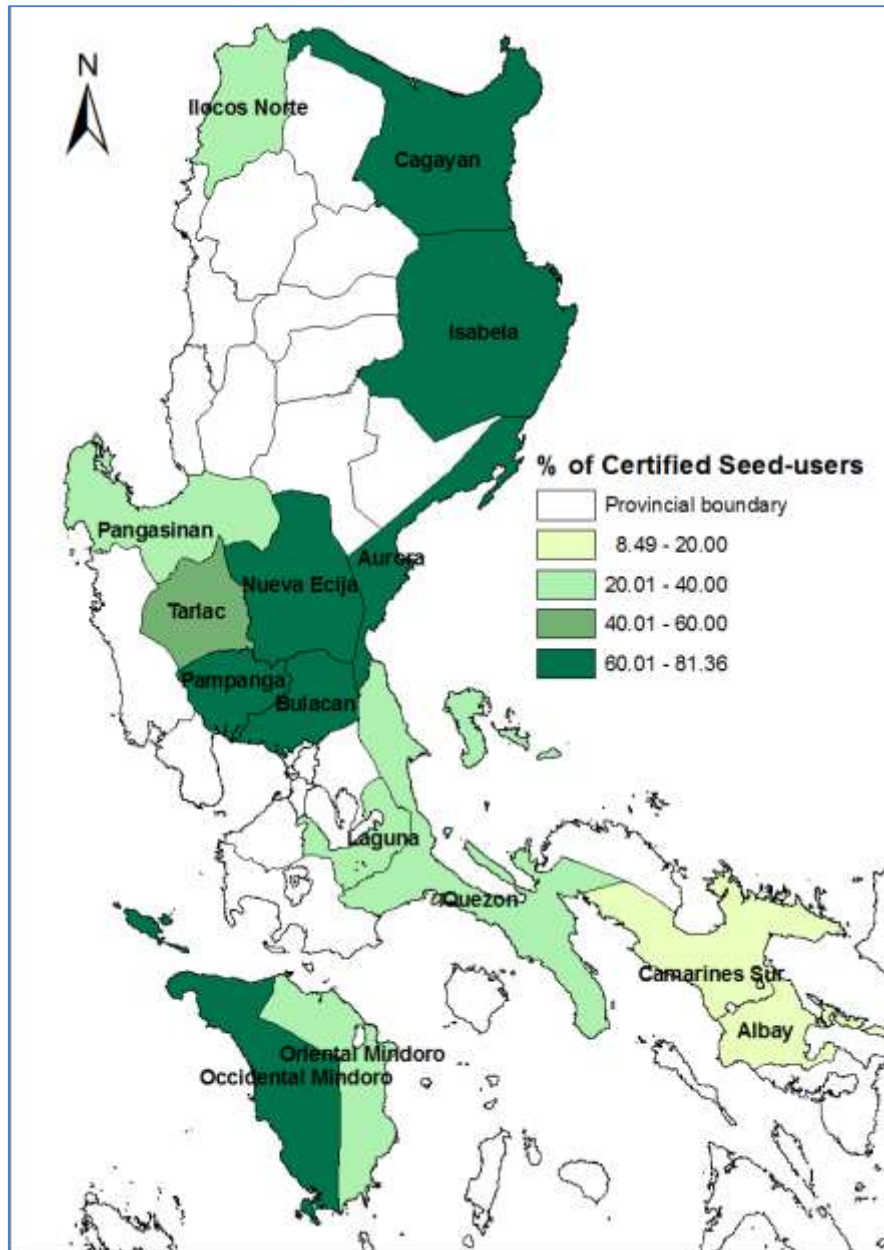 N
Ilocos Norte
Cagayan
Isabela
% of Certified Seed-users
Provincial boundary
8.49 - 20.00
20.01 - 40.00
40.01 - 60.00
60.01 - 81.36
Pangasinan
Aurora
Nueva Ecija
Tarlac
Pampanga
Bulacan
Laguna
Quezon
Camarines Sur
Albay
Oriental Mindoro
Occidental Mindoro